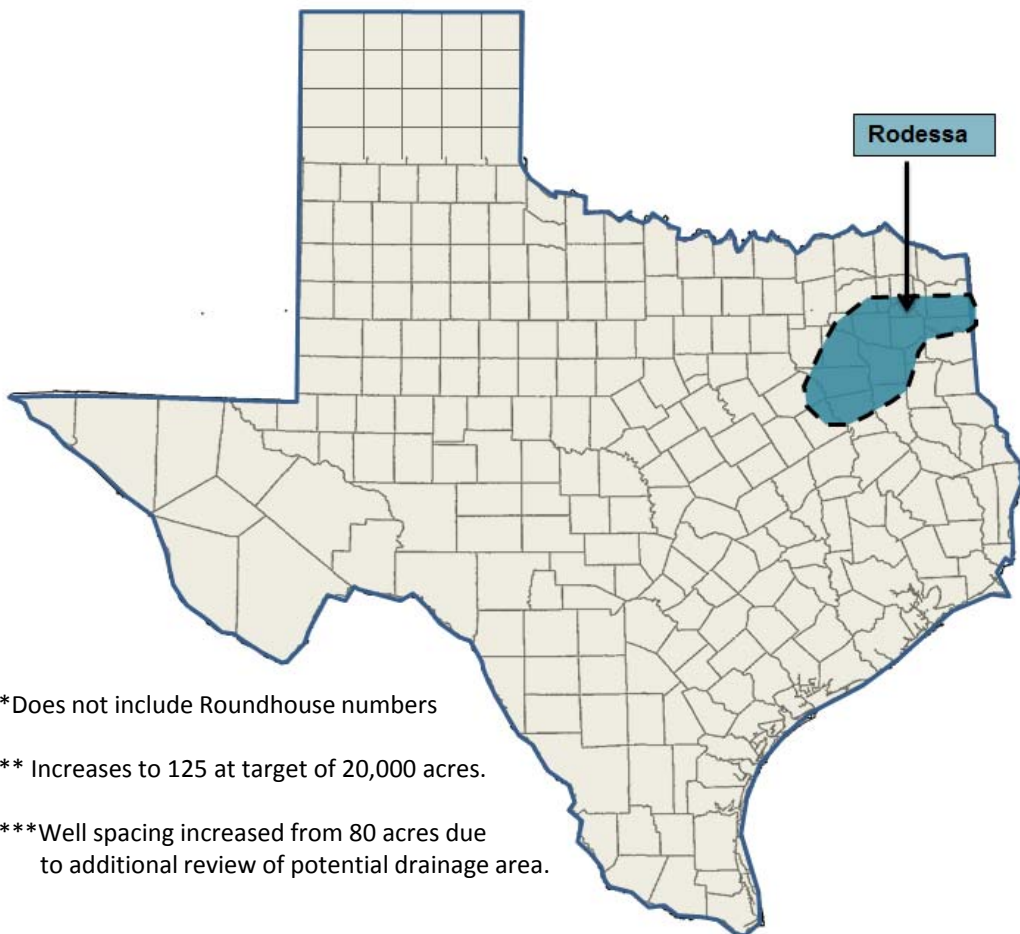 Rodessa
*Does not include Roundhouse numbers
** Increases to 125 at target of 20,000 acres.
***Well spacing increased from 80 acres due
to additional review of potential drainage area.